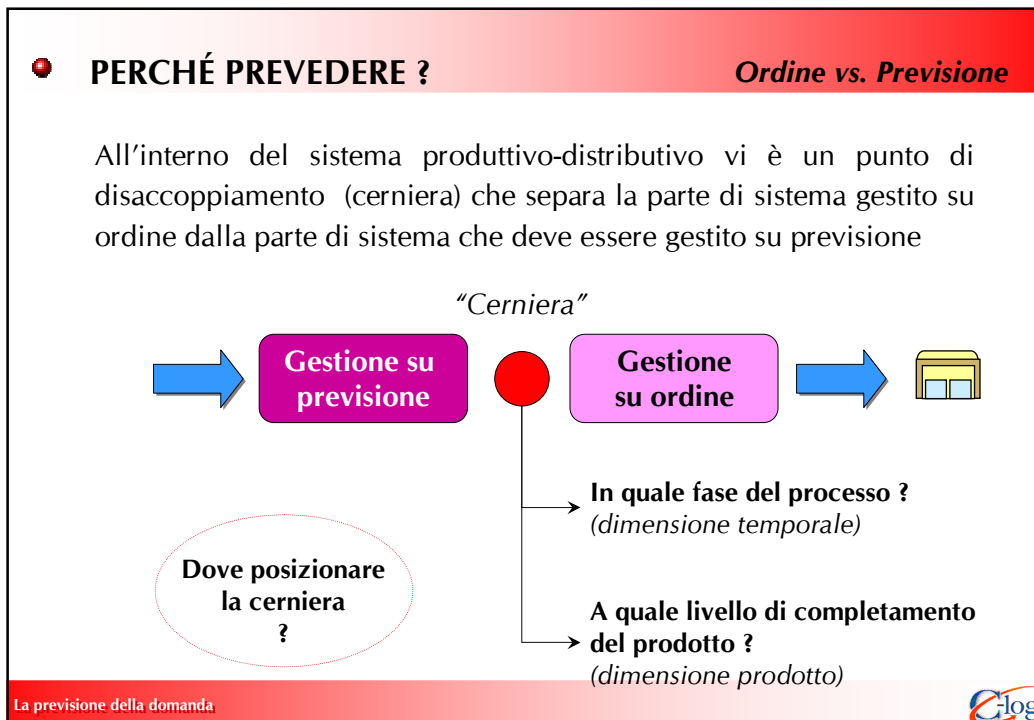 PERCHÉ PREVEDERE ?
Ordine vs. Previsione
All'interno del sistema produttivo-distributivo vi è un punto di
disaccoppiamento (cerniera) che separa la parte di sistema gestito su
ordine dalla parte di sistema che deve essere gestito su previsione
"Cerniera"
Gestione su
previsione
Gestione
su ordine
In quale fase del processo ?
(dimensione temporale)
Dove posizionare
la cerniera
?
A quale livello di completamento
del prodotto ?
(dimensione prodotto)
La previsione della domanda
C-log